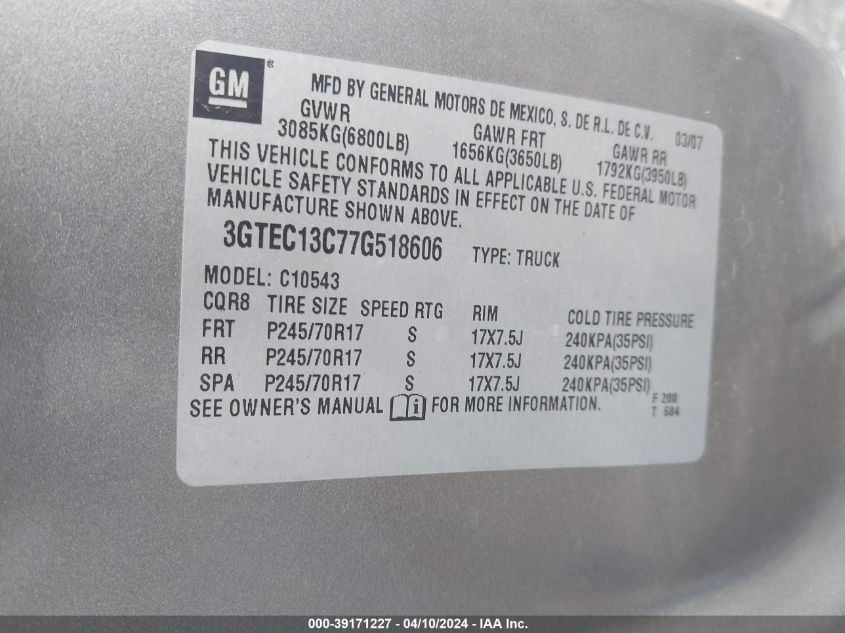 GM ®
MFD BY GENERAL MOTORS DE MEXICO, S. DE R.L. DE C.V. 03/07
GVWR GAWR FRT GAWR RR
3085KG(6800LB) 1656KG(3650LB) 1792KG(3950LB)
THIS VEHICLE CONFORMS TO ALL APPLICABLE U.S. FEDERAL MOTOR
VEHICLE SAFETY STANDARDS IN EFFECT ON THE DATE OF
MANUFACTURE SHOWN ABOVE.
3GTEC13C77G518606 TYPE: TRUCK
MODEL: C10543
CQR8 TIRE SIZE SPEED RTG RIM COLD TIRE PRESSURE
FRT P245/70R17 S 17X7.5J 240KPA(35PSI)
RR P245/70R17 S 17X7.5J 240KPA(35PSI)
SPA P245/70R17 S 17X7.5J 240KPA(35PSI)
SEE OWNER'S MANUAL i FOR MORE INFORMATION.
F 200
T 684
000-39171227 - 04/10/2024 - IAA Inc.